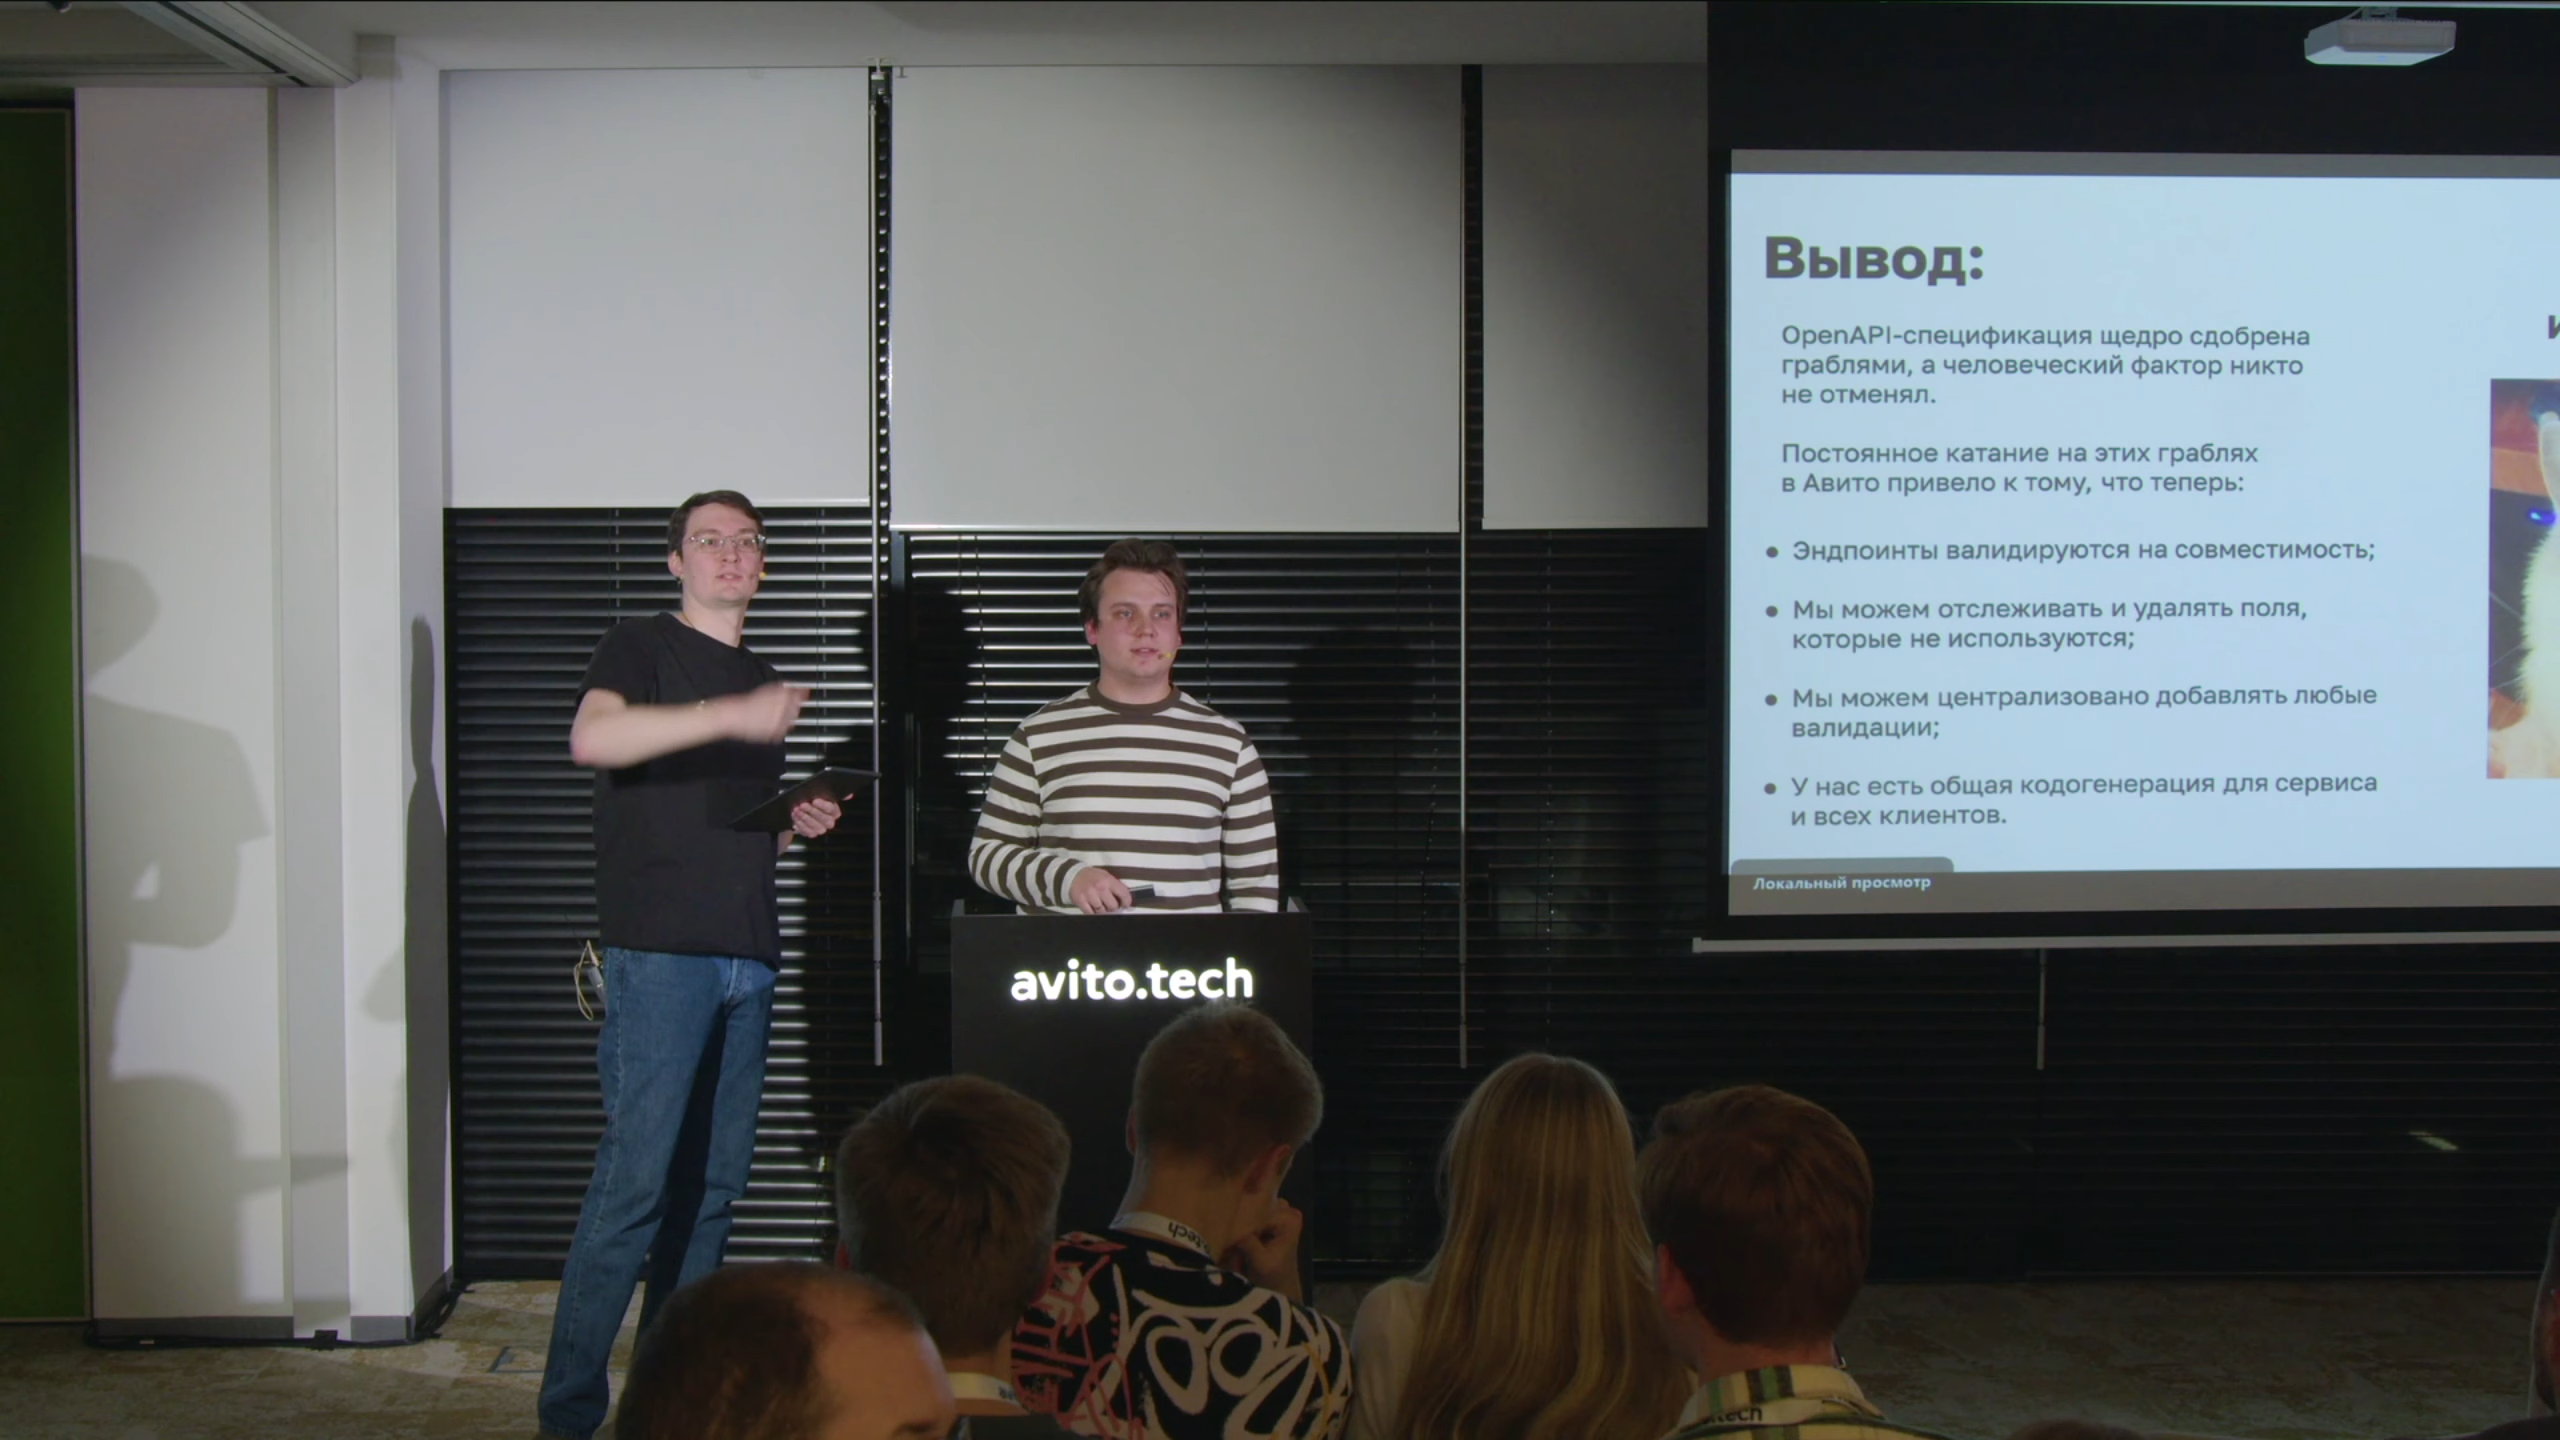 Вывод:
OpenAPI-спецификация щедро сдобрена
граблями, а человеческий фактор никто
не отменял.
Постоянное катание на этих граблях
в Авито привело к тому, что теперь:
● Эндпоинты валидируются на совместимость;
● Мы можем отслеживать и удалять поля,
которые не используются;
● Мы можем централизовано добавлять любые
валидации;
● У нас есть общая кодогенерация для сервиса
и всех клиентов.
Локальный просмотр
avito.tech